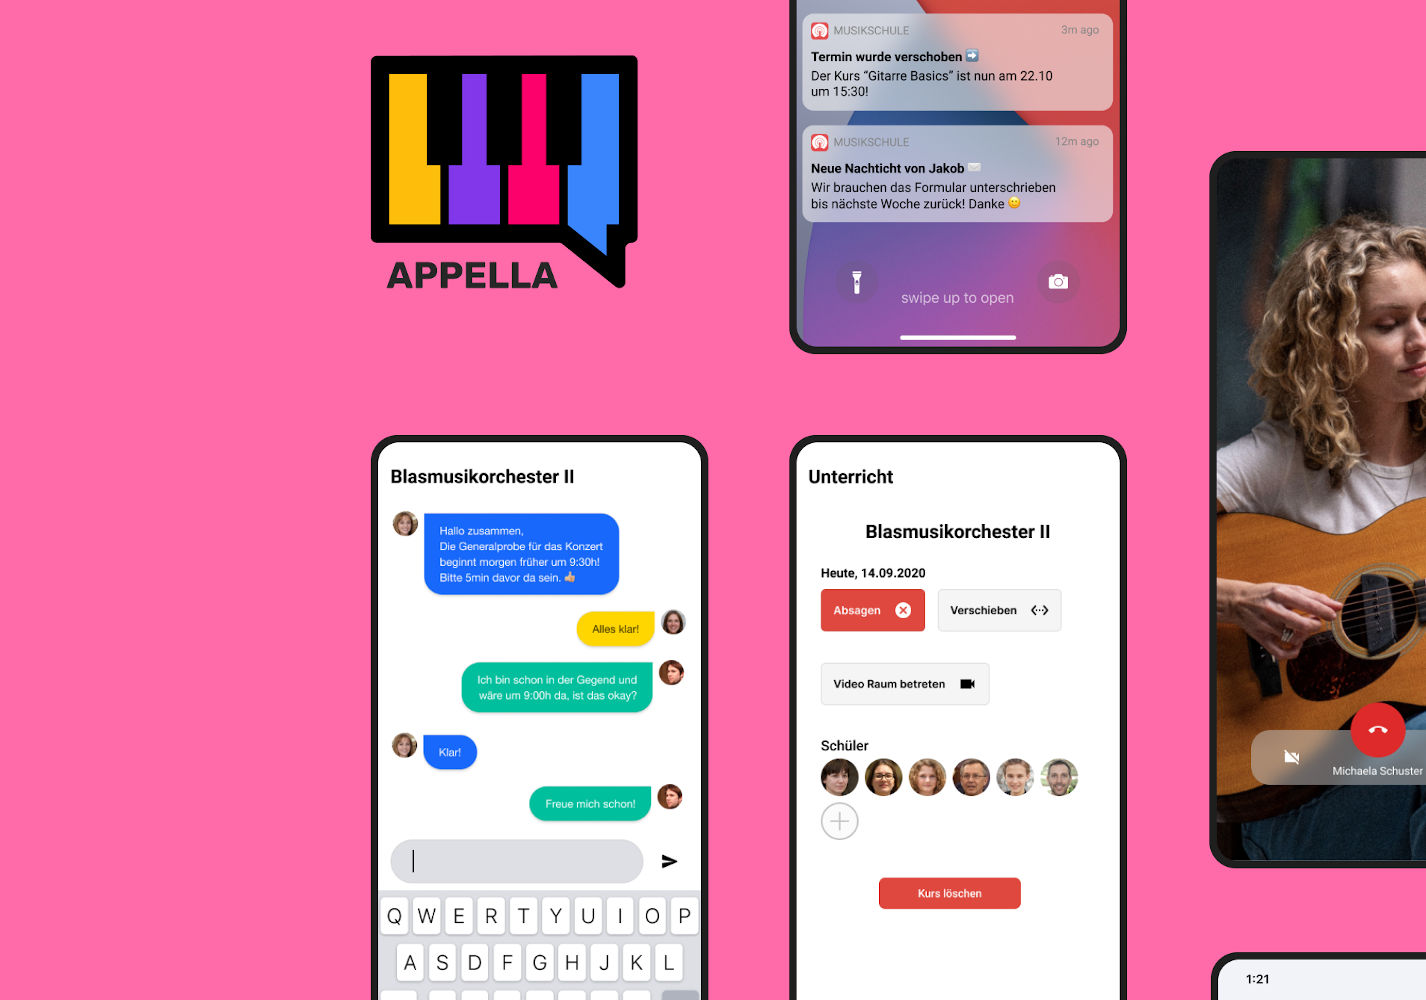 APPELLA
MUSIKSCHULE
3m ago
Termin wurde verschoben ➡️
Der Kurs “Gitarre Basics” ist nun am 22.10
um 15:30!
MUSIKSCHULE
12m ago
Neue Nachticht von Jakob ✉️
Wir brauchen das Formular unterschrieben
bis nächste Woche zurück! Danke 😊
swipe up to open
Blasmusikorchester II
Hallo zusammen,
Die Generalprobe für das Konzert
beginnt morgen früher um 9:30h!
Bitte 5min davor da sein. 👍
Alles klar!
Ich bin schon in der Gegend und
wäre um 9:00h da, ist das okay?
Klar!
Freue mich schon!
Q W E R T Y U I O P
A S D F G H J K L
Unterricht
Blasmusikorchester II
Heute, 14.09.2020
Absagen
Verschieben
Video Raum betreten
Schüler
Kurs löschen
Michaela Schuster
1:21